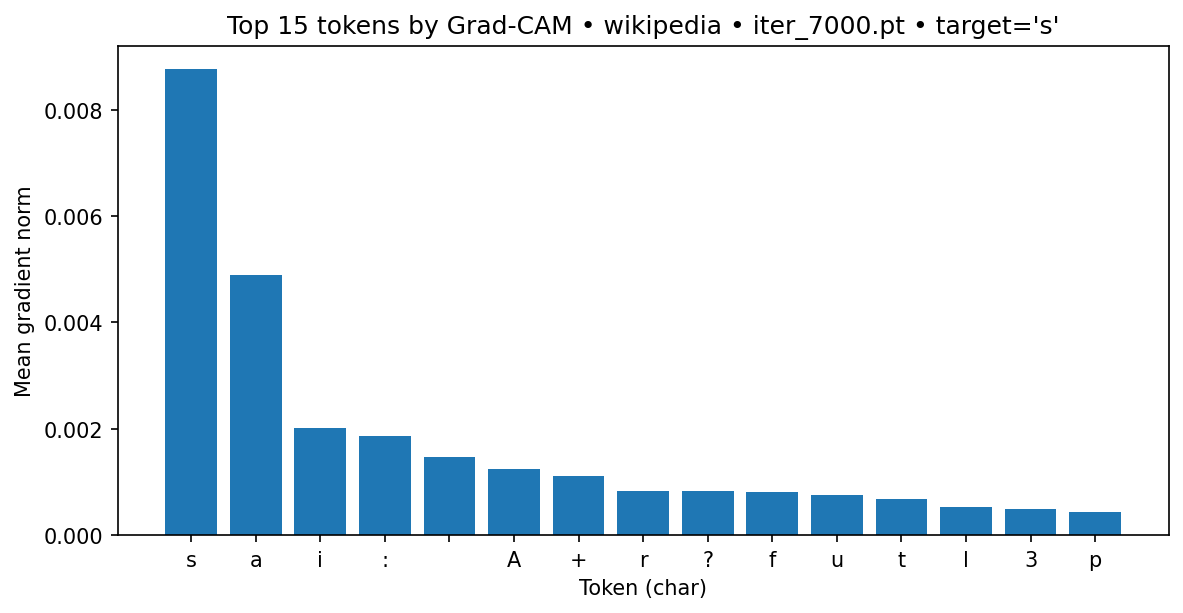 Top 15 tokens by Grad-CAM • wikipedia • iter_7000.pt • target='s'
Mean gradient norm
0.008
0.006
0.004
0.002
0.000
s a i : A + r ? f u t l 3 p
Token (char)